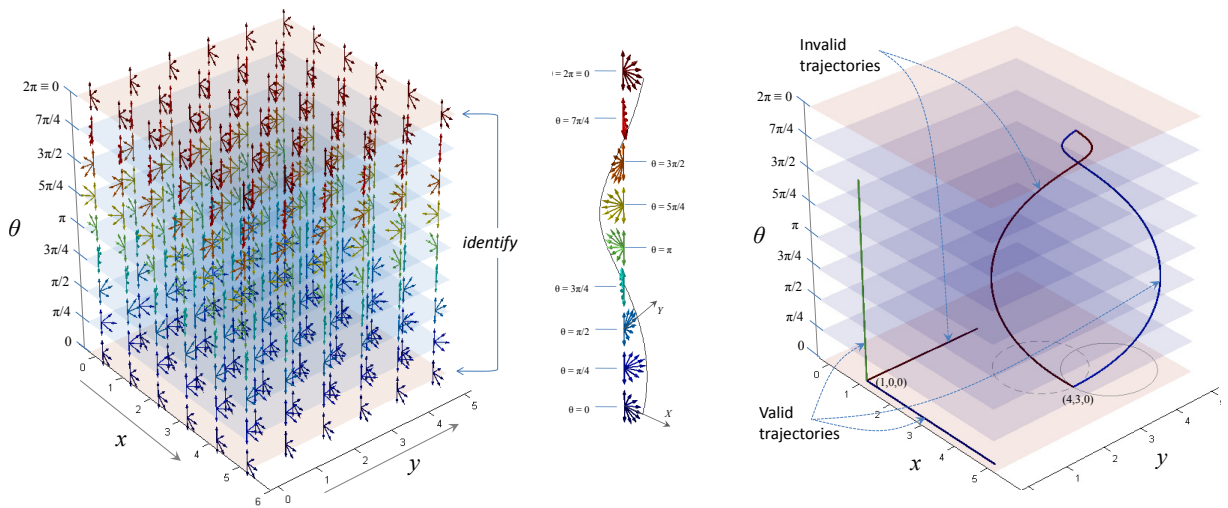 2π ≡ 0
7π/4
3π/2
5π/4
π
3π/4
π/2
π/4
0
θ
0
1
2
3
4
5
6
x
0
1
2
3
4
5
y
identify
= 2π ≡ 0
θ = 7π/4
θ = 3π/2
θ = 5π/4
θ = π
θ = 3π/4
θ = π/2
θ = π/4
θ = 0
Y
X
Invalid
trajectories
2π ≡ 0
7π/4
3π/2
5π/4
π
3π/4
π/2
π/4
0
θ
0
1
2
3
4
5
x
1
2
3
4
y
(1,0,0)
(4,3,0)
Valid
trajectories